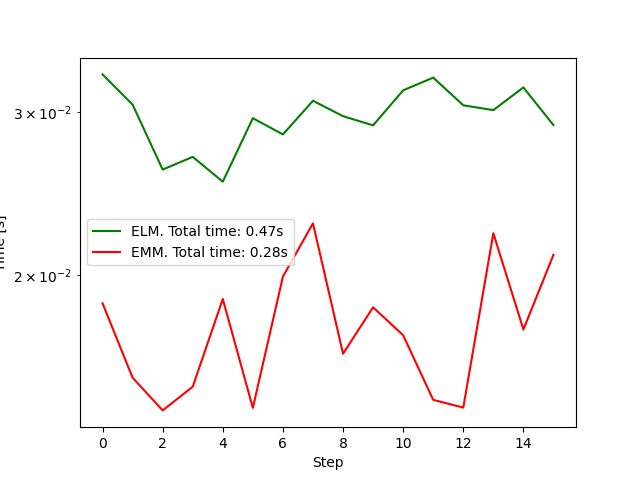 3 × 10⁻²
2 × 10⁻²
ELM. Total time: 0.47s
EMM. Total time: 0.28s
0 2 4 6 8 10 12 14
Step